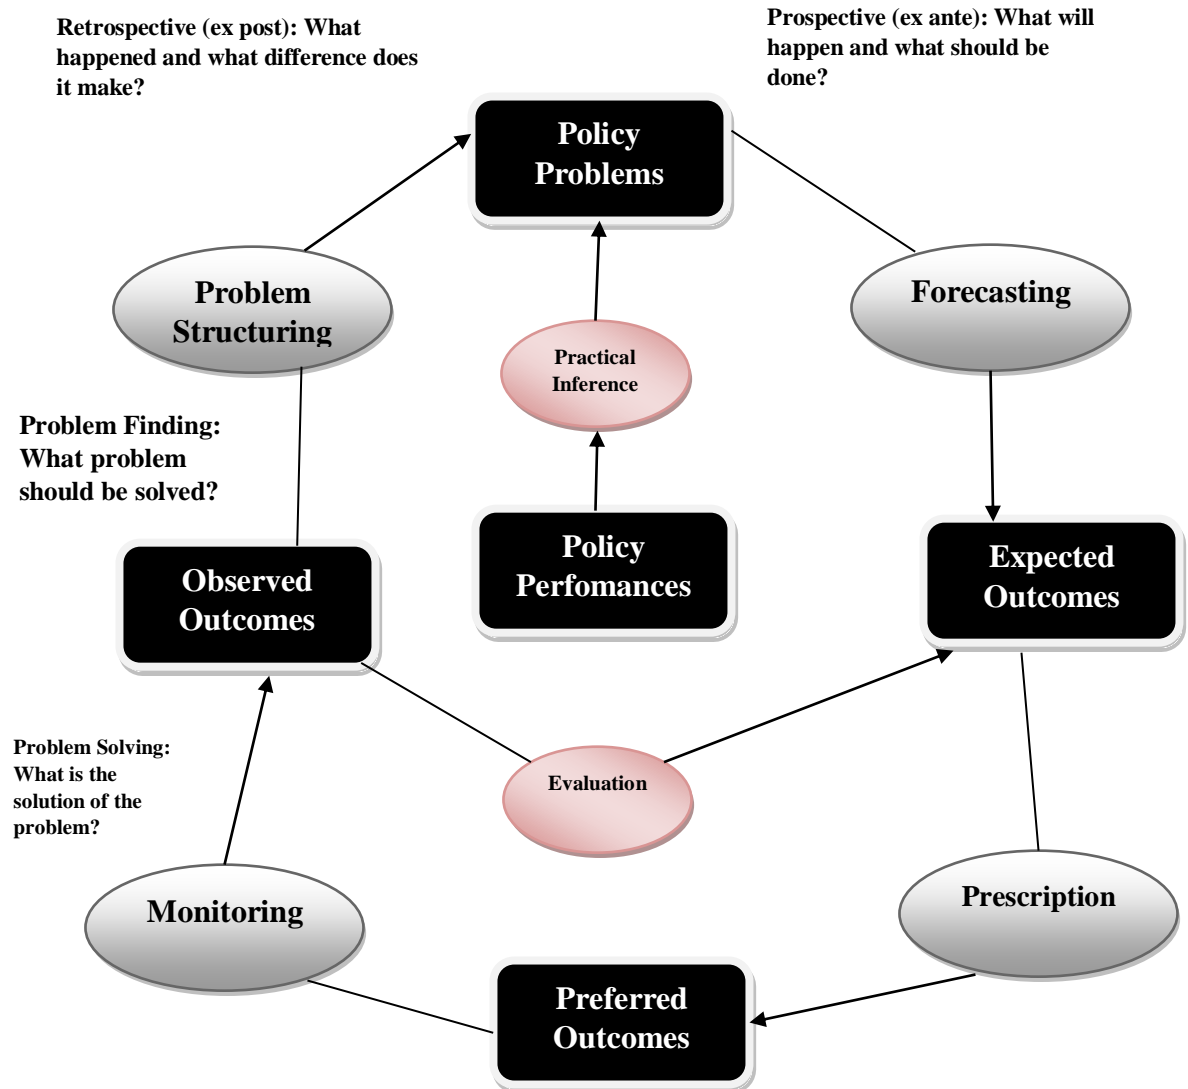 Retrospective (ex post): What
happened and what difference does
it make?
Prospective (ex ante): What will
happen and what should be
done?
Policy
Problems
Problem
Structuring
Forecasting
Practical
Inference
Problem Finding:
What problem
should be solved?
Policy
Perfomances
Observed
Outcomes
Expected
Outcomes
Problem Solving:
What is the
solution of the
problem?
Evaluation
Monitoring
Prescription
Preferred
Outcomes